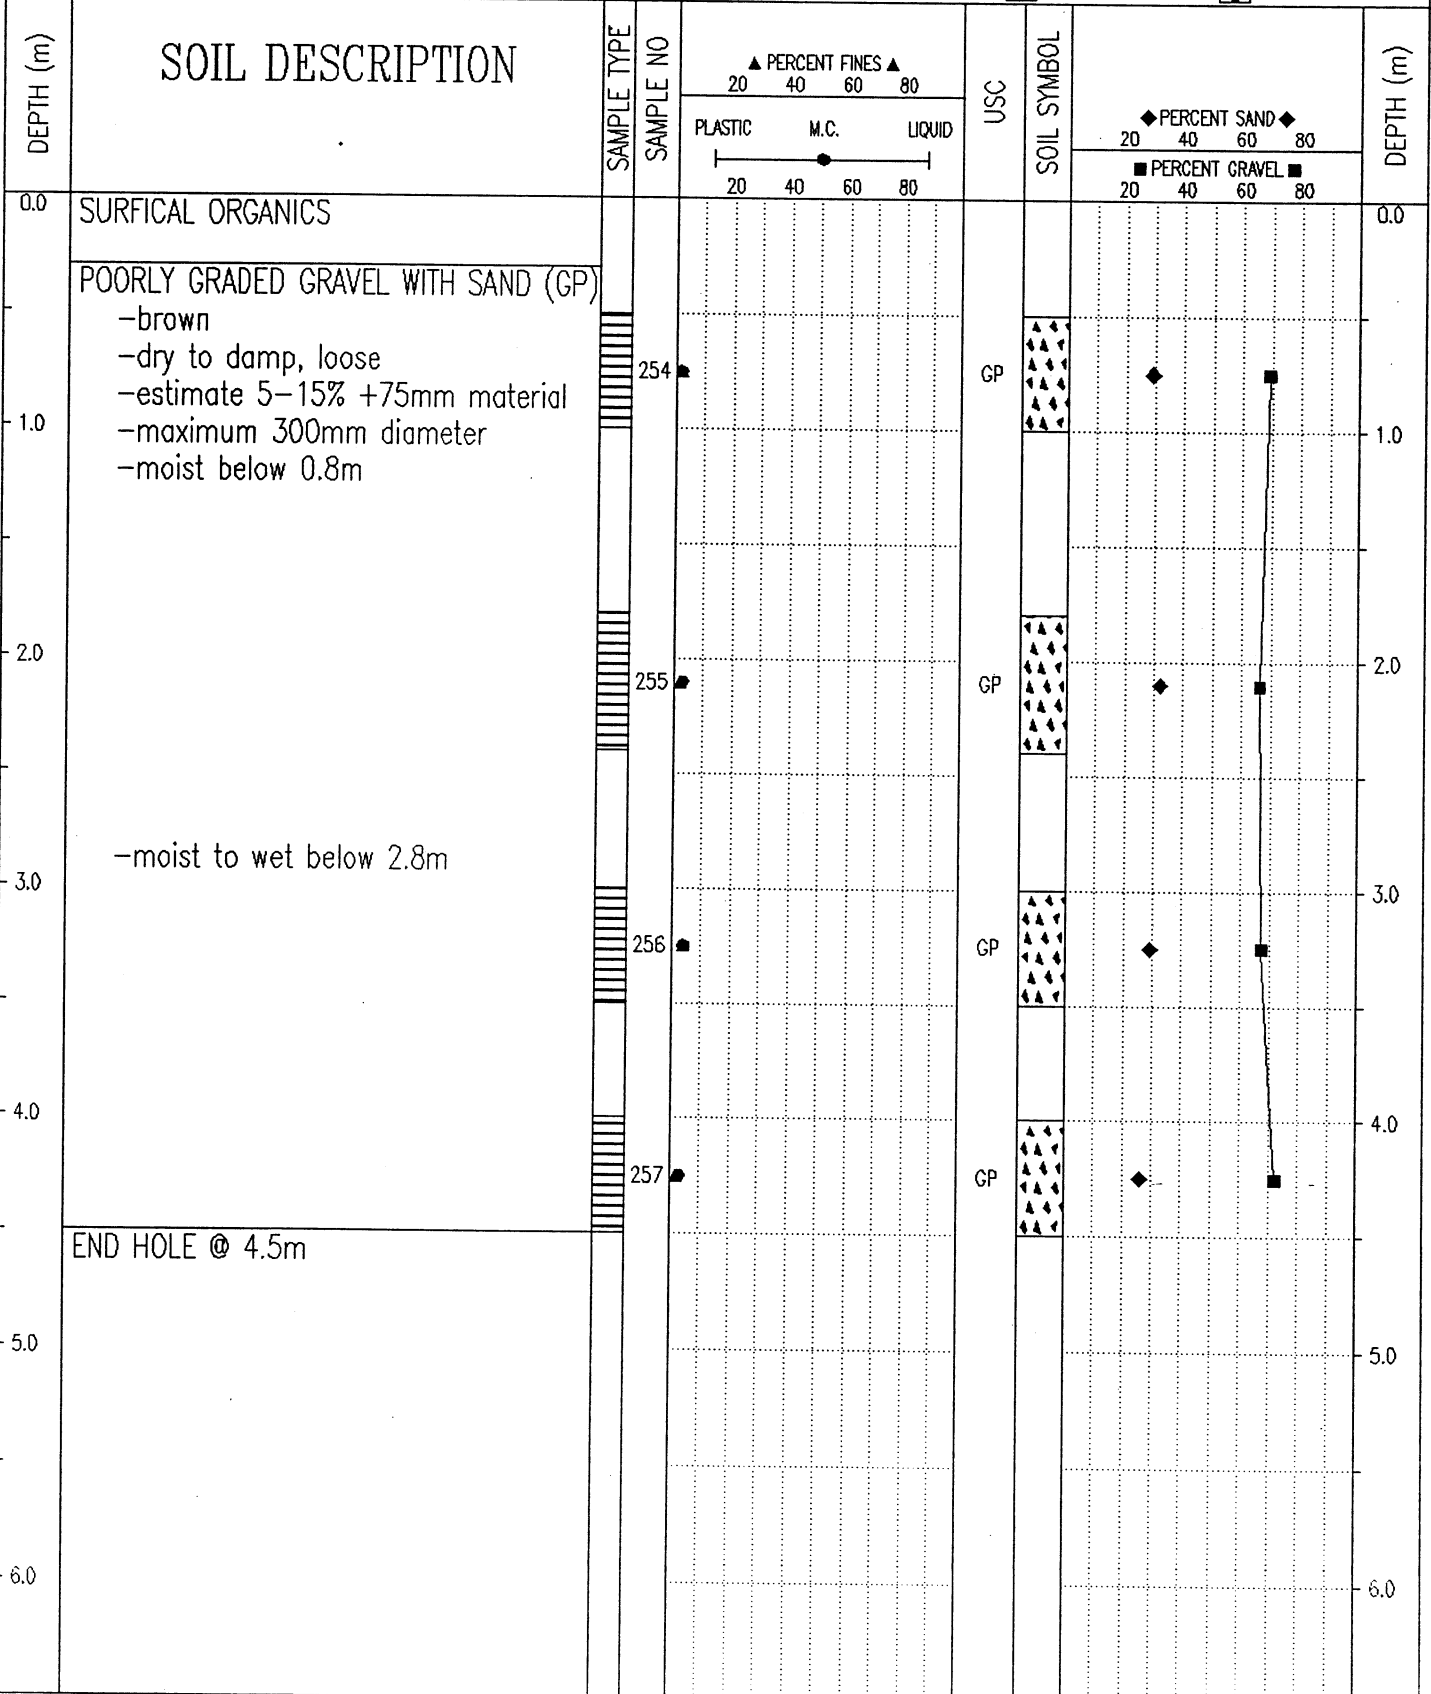 DEPTH (m)
SOIL DESCRIPTION
SAMPLE TYPE
SAMPLE NO
▲ PERCENT FINES ▲
20 40 60 80
PLASTIC M.C. LIQUID
20 40 60 80
USC
SOIL SYMBOL
◆PERCENT SAND◆
20 40 60 80
■ PERCENT GRAVEL ■
20 40 60 80
DEPTH (m)
0.0 SURFICAL ORGANICS 0.0
POORLY GRADED GRAVEL WITH SAND (GP)
-brown
-dry to damp, loose
254 GP
-estimate 5-15% +75mm material
1.0 -maximum 300mm diameter 1.0
-moist below 0.8m
2.0 2.0
255 GP
-moist to wet below 2.8m
3.0 3.0
256 GP
4.0 4.0
257 GP
END HOLE @ 4.5m
5.0 5.0
6.0 6.0